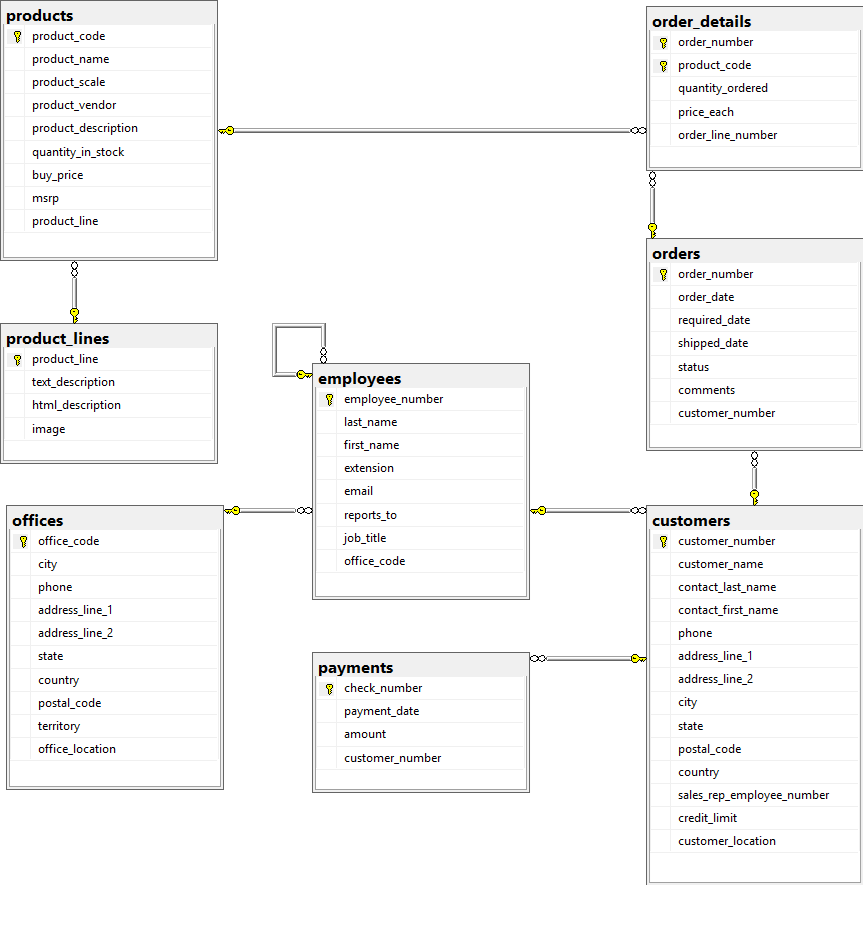 products
product_code
product_name
product_scale
product_vendor
product_description
quantity_in_stock
buy_price
msrp
product_line
order_details
order_number
product_code
quantity_ordered
price_each
order_line_number
orders
order_number
order_date
required_date
shipped_date
status
comments
customer_number
product_lines
product_line
text_description
html_description
image
employees
employee_number
last_name
first_name
extension
email
reports_to
job_title
office_code
offices
office_code
city
phone
address_line_1
address_line_2
state
country
postal_code
territory
office_location
customers
customer_number
customer_name
contact_last_name
contact_first_name
phone
address_line_1
address_line_2
city
state
postal_code
country
sales_rep_employee_number
credit_limit
customer_location
payments
check_number
payment_date
amount
customer_number